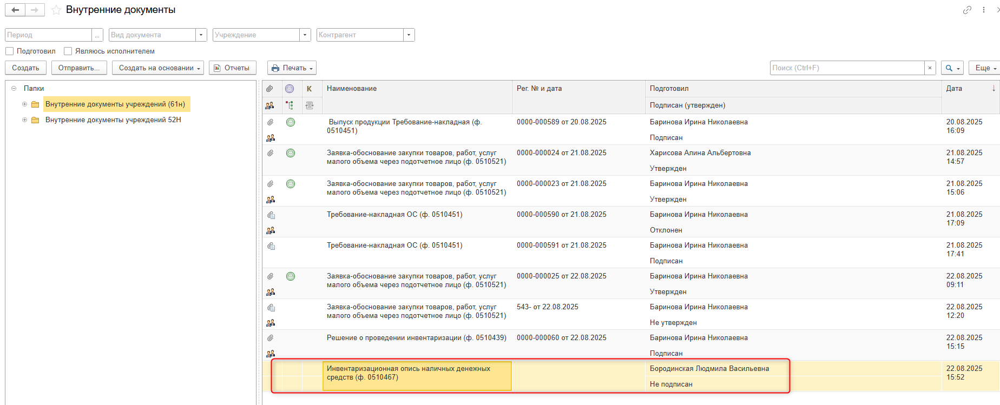 Внутренние документы
Период ... Вид документа Учреждение Контрагент
Подготовил Являюсь исполнителем
Создать Отправить... Создать на основании Отчеты Печать Поиск (Ctrl+F) × Еще
Папки
Внутренние документы учреждений (61н)
Внутренние документы учреждений 52Н
К Наименование Рег. № и дата Подготовил Дата ↓
Подписан (утвержден)
Выпуск продукции Требование-накладная (ф. 0000-000589 от 20.08.2025 Баринова Ирина Николаевна 20.08.2025
0510451) 16:09
Подписан
Заявка-обоснование закупки товаров, работ, услуг 0000-000024 от 21.08.2025 Харисова Алина Альбертовна 21.08.2025
малого объема через подотчетное лицо (ф. 0510521) 14:57
Утвержден
Заявка-обоснование закупки товаров, работ, услуг 0000-000023 от 21.08.2025 Баринова Ирина Николаевна 21.08.2025
малого объема через подотчетное лицо (ф. 0510521) 15:06
Утвержден
Требование-накладная ОС (ф. 0510451) 0000-000590 от 21.08.2025 Баринова Ирина Николаевна 21.08.2025
17:09
Отклонен
Требование-накладная ОС (ф. 0510451) 0000-000591 от 21.08.2025 Баринова Ирина Николаевна 21.08.2025
17:41
Подписан
Заявка-обоснование закупки товаров, работ, услуг 0000-000025 от 22.08.2025 Баринова Ирина Николаевна 22.08.2025
малого объема через подотчетное лицо (ф. 0510521) 09:11
Утвержден
Заявка-обоснование закупки товаров, работ, услуг 543- от 22.08.2025 Баринова Ирина Николаевна 22.08.2025
малого объема через подотчетное лицо (ф. 0510521) 12:20
Не утвержден
Решение о проведении инвентаризации (ф. 0510439) 0000-000060 от 22.08.2025 Баринова Ирина Николаевна 22.08.2025
15:15
Подписан
Инвентаризационная опись наличных денежных Бородинская Людмила Васильевна 22.08.2025
средств (ф. 0510467) 15:52
Не подписан